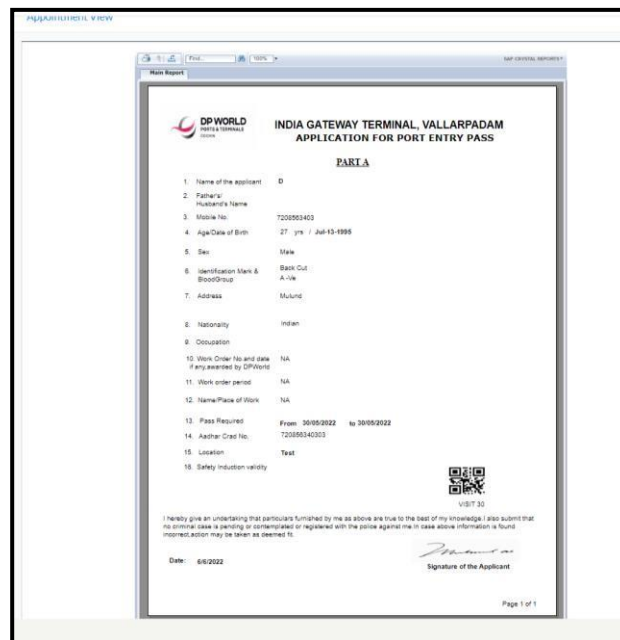 Appointment View
Find...
100%
SAP CRYSTAL REPORTS
Main Report
DP WORLD
PORTS & TERMINALS
COCHIN
INDIA GATEWAY TERMINAL, VALLARPADAM
APPLICATION FOR PORT ENTRY PASS
PART A
1. Name of the applicant D
2. Father's/
Husband's Name
3. Mobile No. 7208563403
4. Age/Date of Birth 27 yrs / Jul-13-1995
5. Sex Male
6. Identification Mark & Back Cut
BloodGroup A -Ve
7. Address Mulund
8. Nationality Indian
9. Occupation
10. Work Order No.and date NA
if any,awarded by DPWorld
11. Work order period NA
12. Name/Place of Work NA
13. Pass Required From 30/05/2022 to 30/05/2022
14. Aadhar Crad No. 720856340303
15. Location Test
16. Safety Induction validity
VISIT 30
I hereby give an undertaking that particulars furnished by me as above are true to the best of my knowledge.I also submit that
no criminal case is pending or contemplated or registered with the police against me.In case above information is found
incorrect,action may be taken as deemed fit.
Date: 6/6/2022
Signature of the Applicant
Page 1 of 1